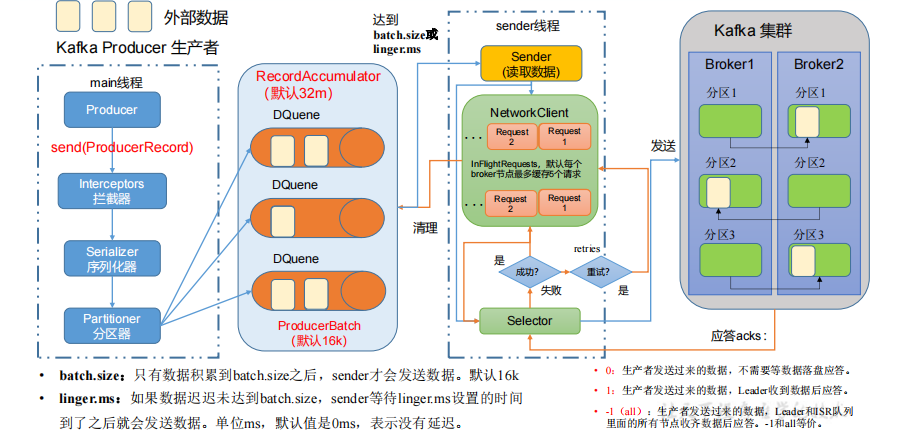 外部数据
Kafka Producer 生产者
main线程
Producer
send(ProducerRecord)
Interceptors
拦截器
Serializer
序列化器
Partitioner
分区器
RecordAccumulator
(默认32m)
DQuene
DQuene
DQuene
ProducerBatch
(默认16k)
达到
batch.size或
linger.ms
清理
sender线程
Sender
(读取数据)
NetworkClient
...
Request
2
Request
1
InFlightRequests，默认每个
broker节点最多缓存5个请求
...
Request
2
Request
1
是
成功?
失败
retries
重试?
是
Selector
发送
Kafka 集群
Broker1
Broker2
分区1
分区1
分区2
分区2
分区3
分区3
应答acks：
• batch.size：只有数据积累到batch.size之后，sender才会发送数据。默认16k
• linger.ms：如果数据迟迟未达到batch.size，sender等待linger.ms设置的时间
到了之后就会发送数据。单位ms，默认值是0ms，表示没有延迟。
• 0：生产者发送过来的数据，不需要等数据落盘应答。
• 1：生产者发送过来的数据，Leader收到数据后应答。
• -1（all）：生产者发送过来的数据，Leader和ISR队列
里面的所有节点收齐数据后应答。-1和all等价。